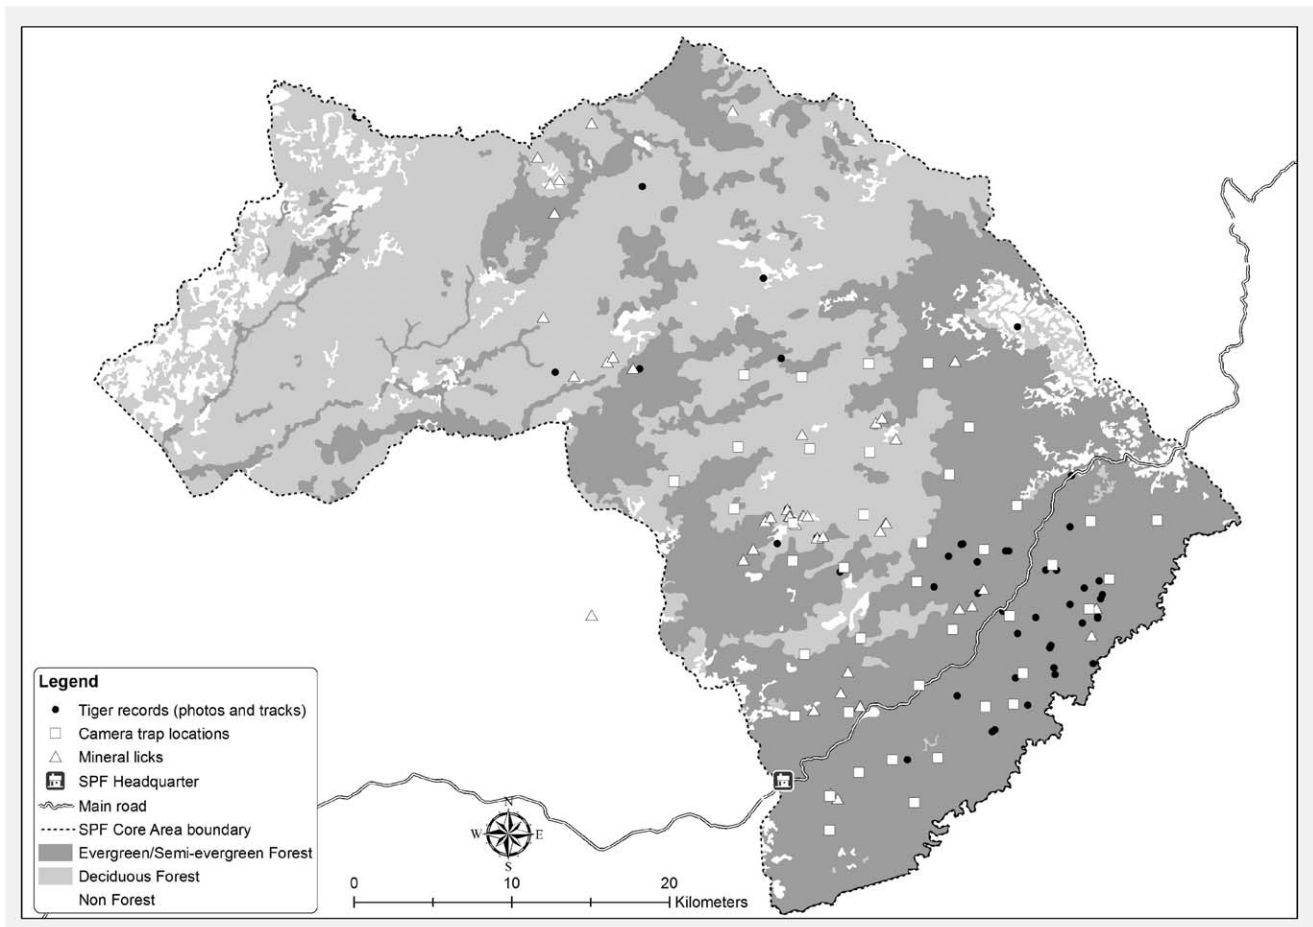 Legend
Tiger records (photos and tracks)
Camera trap locations
Mineral licks
SPF Headquarter
Main road
SPF Core Area boundary
Evergreen/Semi-evergreen Forest
Deciduous Forest
Non Forest
N
W E
S
0 10 20
Kilometers